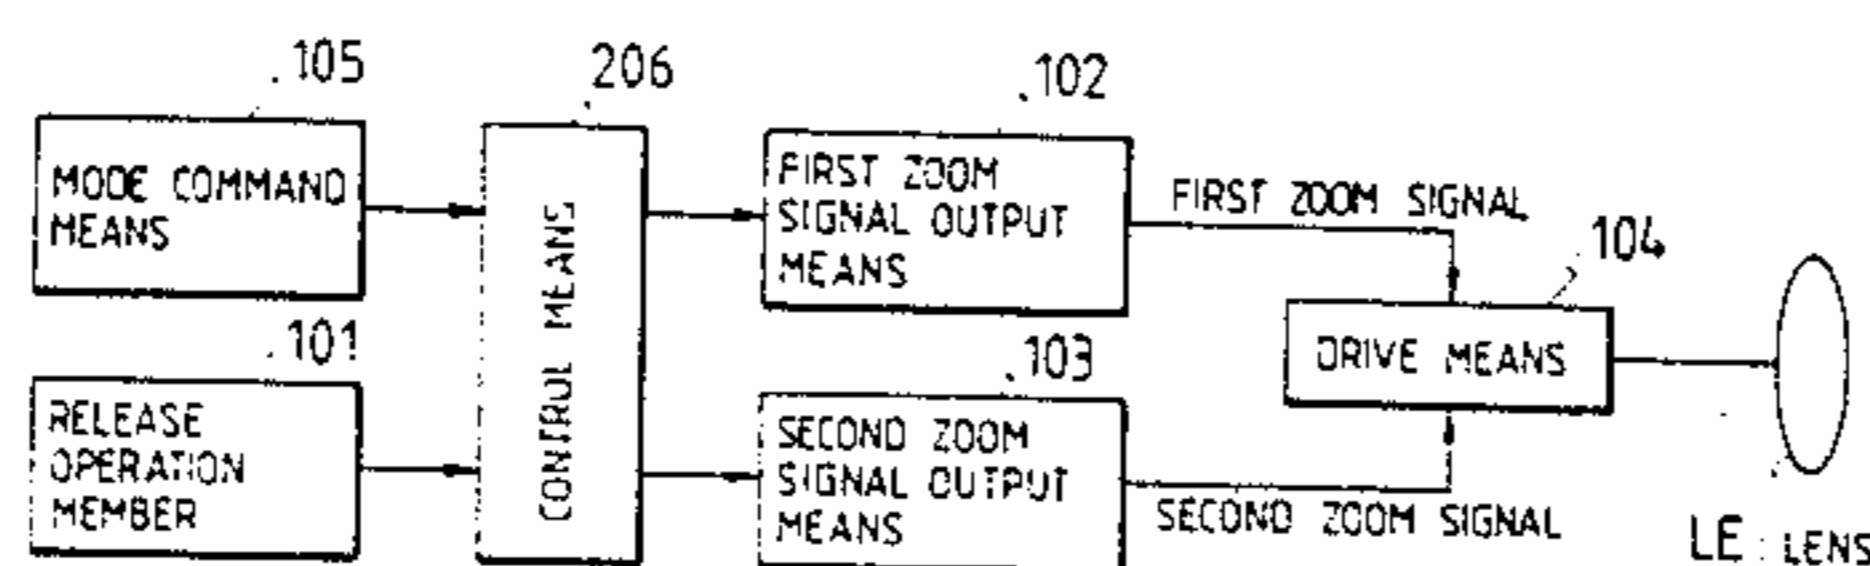 105
MODE COMMAND
MEANS
101
RELEASE
OPERATION
MEMBER
206
CONTROL MEANS
102
FIRST ZOOM
SIGNAL OUTPUT
MEANS
FIRST ZOOM SIGNAL
103
SECOND ZOOM
SIGNAL OUTPUT
MEANS
SECOND ZOOM SIGNAL
104
DRIVE MEANS
LE : LENS